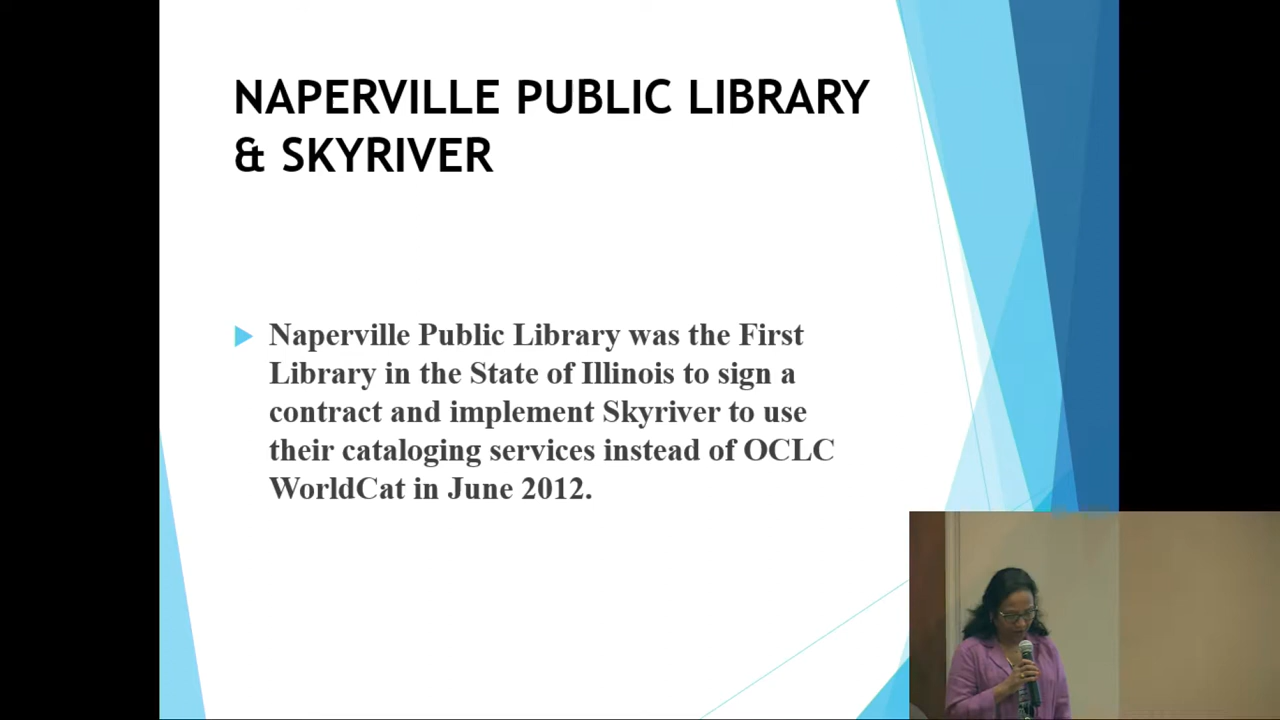 NAPERVILLE PUBLIC LIBRARY
& SKYRIVER
Naperville Public Library was the First
Library in the State of Illinois to sign a
contract and implement Skyriver to use
their cataloging services instead of OCLC
WorldCat in June 2012.